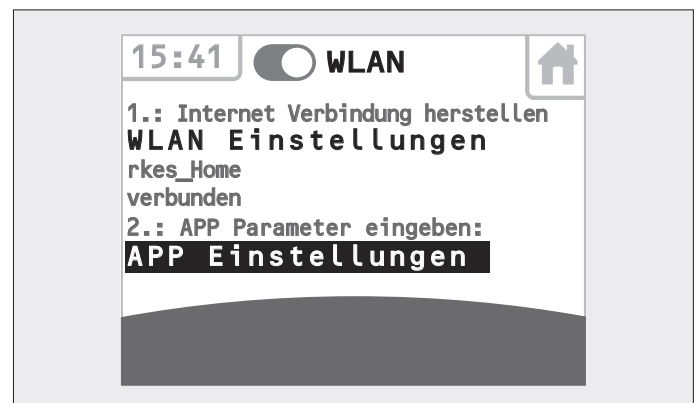 15:41 WLAN
1.: Internet Verbindung herstellen
WLAN Einstellungen
rkes_Home
verbunden
2.: APP Parameter eingeben:
APP Einstellungen